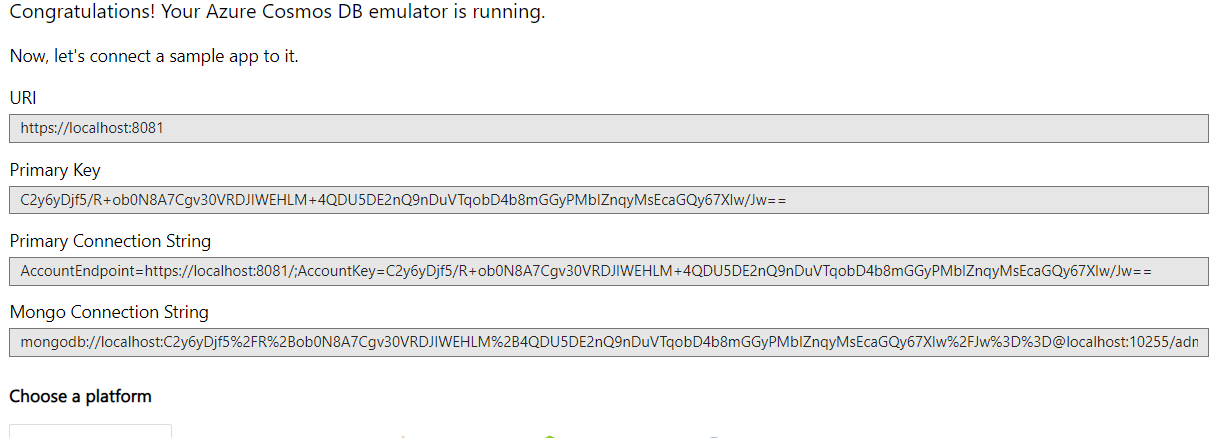 Congratulations! Your Azure Cosmos DB emulator is running.
Now, let's connect a sample app to it.
URI
https://localhost:8081
Primary Key
C2y6yDjf5/R+ob0N8A7Cgv30VRDJIWEHLM+4QDU5DE2nQ9nDuVTqobD4b8mGGyPMbIZnqyMsEcaGQy67XIw/Jw==
Primary Connection String
AccountEndpoint=https://localhost:8081/;AccountKey=C2y6yDjf5/R+ob0N8A7Cgv30VRDJIWEHLM+4QDU5DE2nQ9nDuVTqobD4b8mGGyPMbIZnqyMsEcaGQy67XIw/Jw==
Mongo Connection String
mongodb://localhost:C2y6yDjf5%2FR%2Bob0N8A7Cgv30VRDJIWEHLM%2B4QDU5DE2nQ9nDuVTqobD4b8mGGyPMbIZnqyMsEcaGQy67XIw%2FJw%3D%3D@localhost:10255/adn
Choose a platform